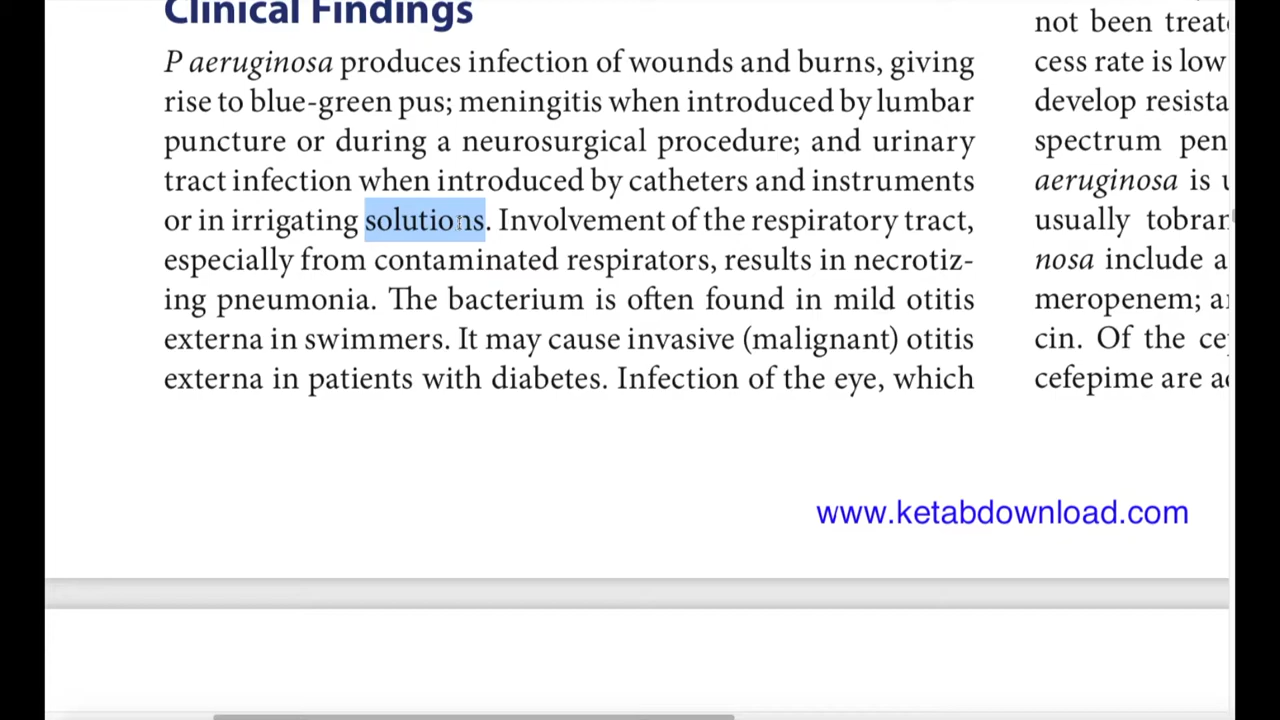 Clinical Findings
P aeruginosa produces infection of wounds and burns, giving
rise to blue-green pus; meningitis when introduced by lumbar
puncture or during a neurosurgical procedure; and urinary
tract infection when introduced by catheters and instruments
or in irrigating solutions. Involvement of the respiratory tract,
especially from contaminated respirators, results in necrotiz-
ing pneumonia. The bacterium is often found in mild otitis
externa in swimmers. It may cause invasive (malignant) otitis
externa in patients with diabetes. Infection of the eye, which
not been treat
cess rate is low
develop resista
spectrum pen
aeruginosa is
usually tobran
nosa include a
meropenem;
cin. Of the
cefepime are
www.ketabdownload.com